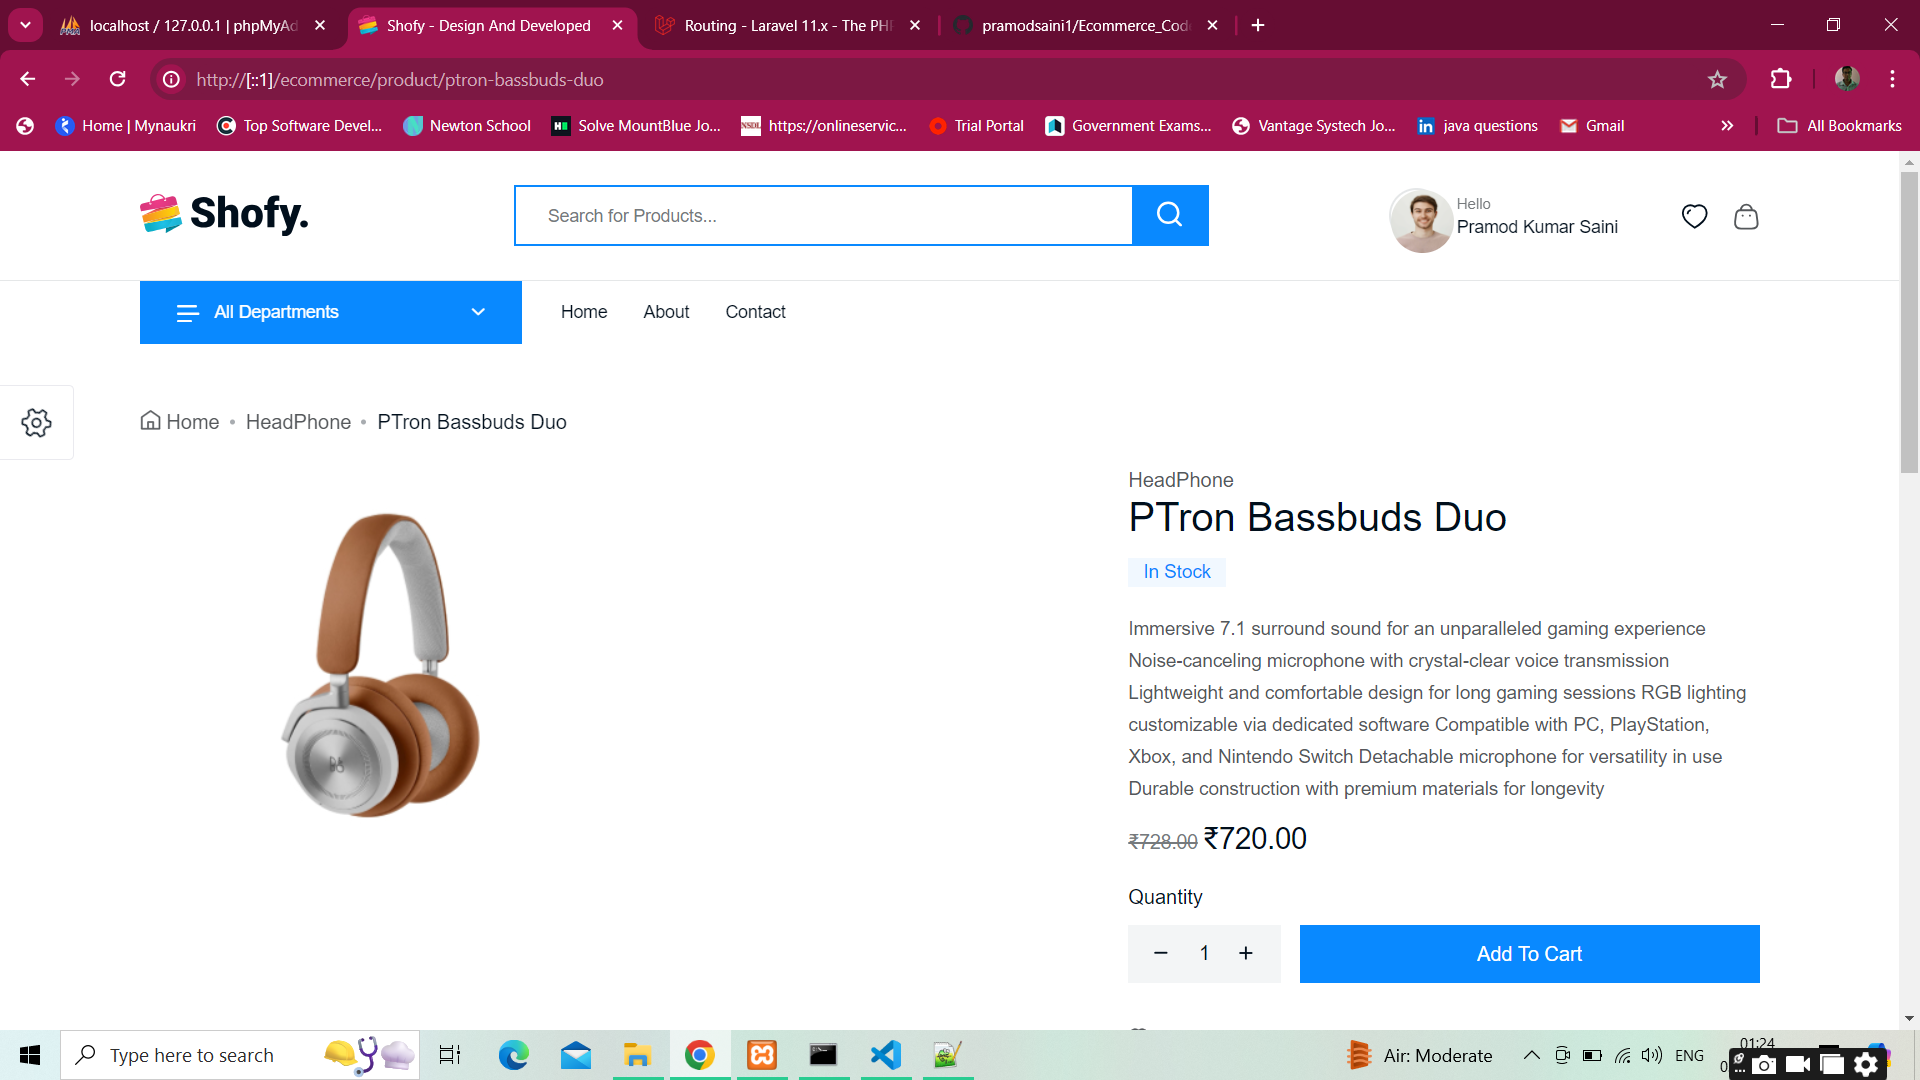 localhost / 127.0.0.1 | phpMyAd
Shofy - Design And Developed
Routing - Laravel 11.x - The PHP
pramodsaini1/Ecommerce_Code
http://[::1]/ecommerce/product/ptron-bassbuds-duo
Home | Mynaukri
Top Software Devel...
Newton School
Solve MountBlue Jo...
NSDL
https://onlineservic...
Trial Portal
Government Exams...
Vantage Systech Jo...
java questions
Gmail
All Bookmarks
Shofy.
Search for Products...
Hello
Pramod Kumar Saini
All Departments
Home
About
Contact
Home • HeadPhone • PTron Bassbuds Duo
HeadPhone
PTron Bassbuds Duo
In Stock
Immersive 7.1 surround sound for an unparalleled gaming experience
Noise-canceling microphone with crystal-clear voice transmission
Lightweight and comfortable design for long gaming sessions RGB lighting
customizable via dedicated software Compatible with PC, PlayStation,
Xbox, and Nintendo Switch Detachable microphone for versatility in use
Durable construction with premium materials for longevity
₹728.00 ₹720.00
Quantity
− 1 +
Add To Cart
Type here to search
Air: Moderate
ENG
01:24